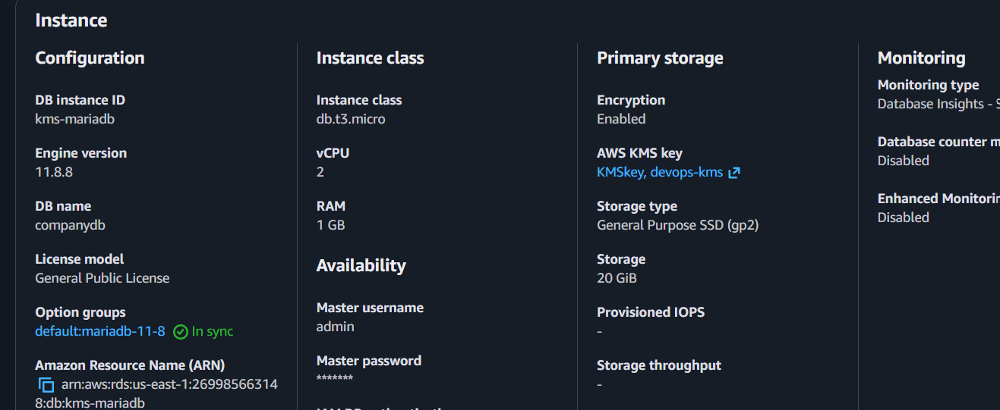 Instance
Configuration
DB instance ID
kms-mariadb
Engine version
11.8.8
DB name
companydb
License model
General Public License
Option groups
default:mariadb-11-8 In sync
Amazon Resource Name (ARN)
arn:aws:rds:us-east-1:26998566314
8:db:kms-mariadb
Instance class
Instance class
db.t3.micro
vCPU
2
RAM
1 GB
Availability
Master username
admin
Master password
*******
Primary storage
Encryption
Enabled
AWS KMS key
KMSkey, devops-kms
Storage type
General Purpose SSD (gp2)
Storage
20 GiB
Provisioned IOPS
-
Storage throughput
-
Monitoring
Monitoring type
Database Insights -
Database counter
Disabled
Enhanced
Disabled